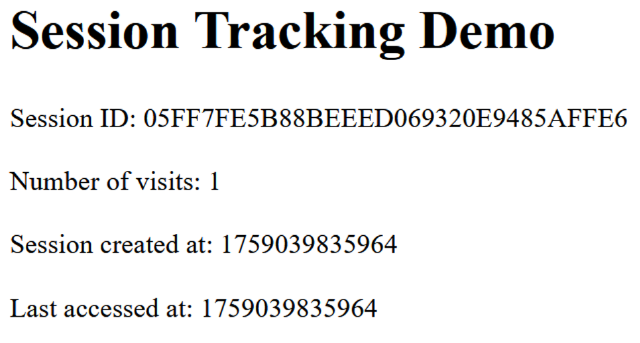 Session Tracking Demo
Session ID: 05FF7FE5B88BEEED069320E9485AFFE6
Number of visits: 1
Session created at: 1759039835964
Last accessed at: 1759039835964